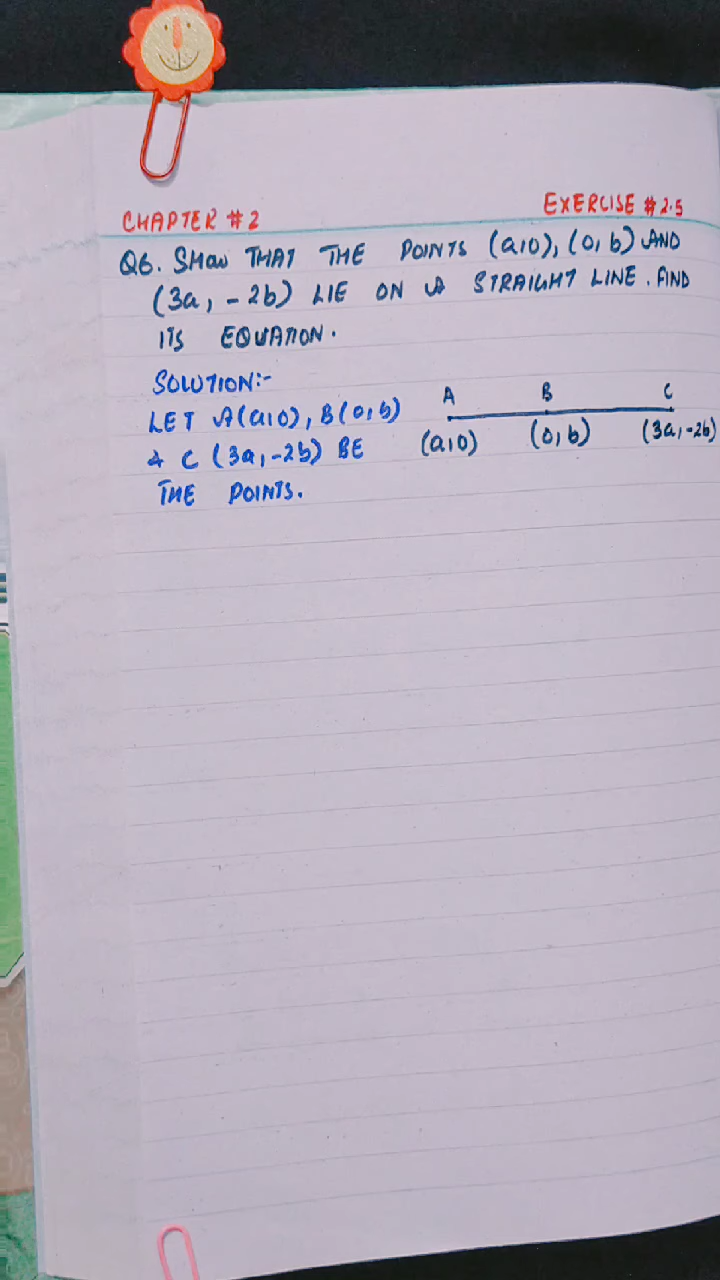 CHAPTER # 2 EXERCISE # 2.5
Q6. SHOW THAT THE POINTS (a,0), (0, b) AND
(3a, -2b) LIE ON A STRAIGHT LINE. FIND
ITS EQUATION.
SOLUTION:-
LET A(a,0), B(0,b)
& C (3a,-2b) BE
THE POINTS.
A B C
(a,0) (0,b) (3a,-2b)